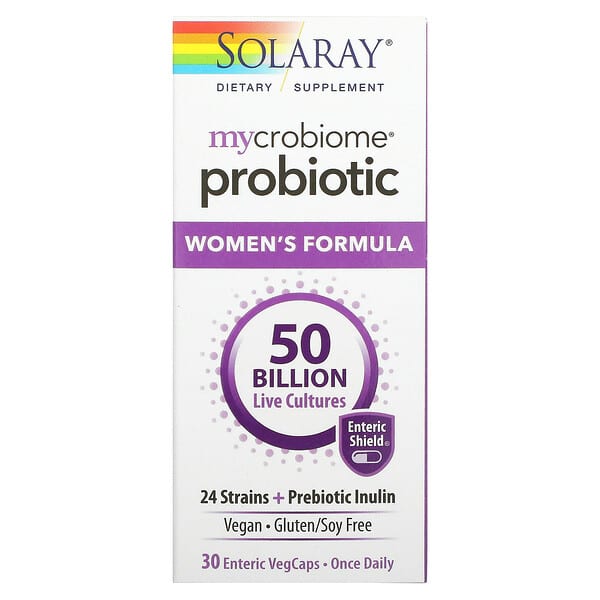 SOLARAY®
DIETARY SUPPLEMENT
mycrobiome®
probiotic
WOMEN'S FORMULA
50
BILLION
Live Cultures
Enteric
Shield©
24 Strains + Prebiotic Inulin
Vegan • Gluten/Soy Free
30 Enteric VegCaps • Once Daily